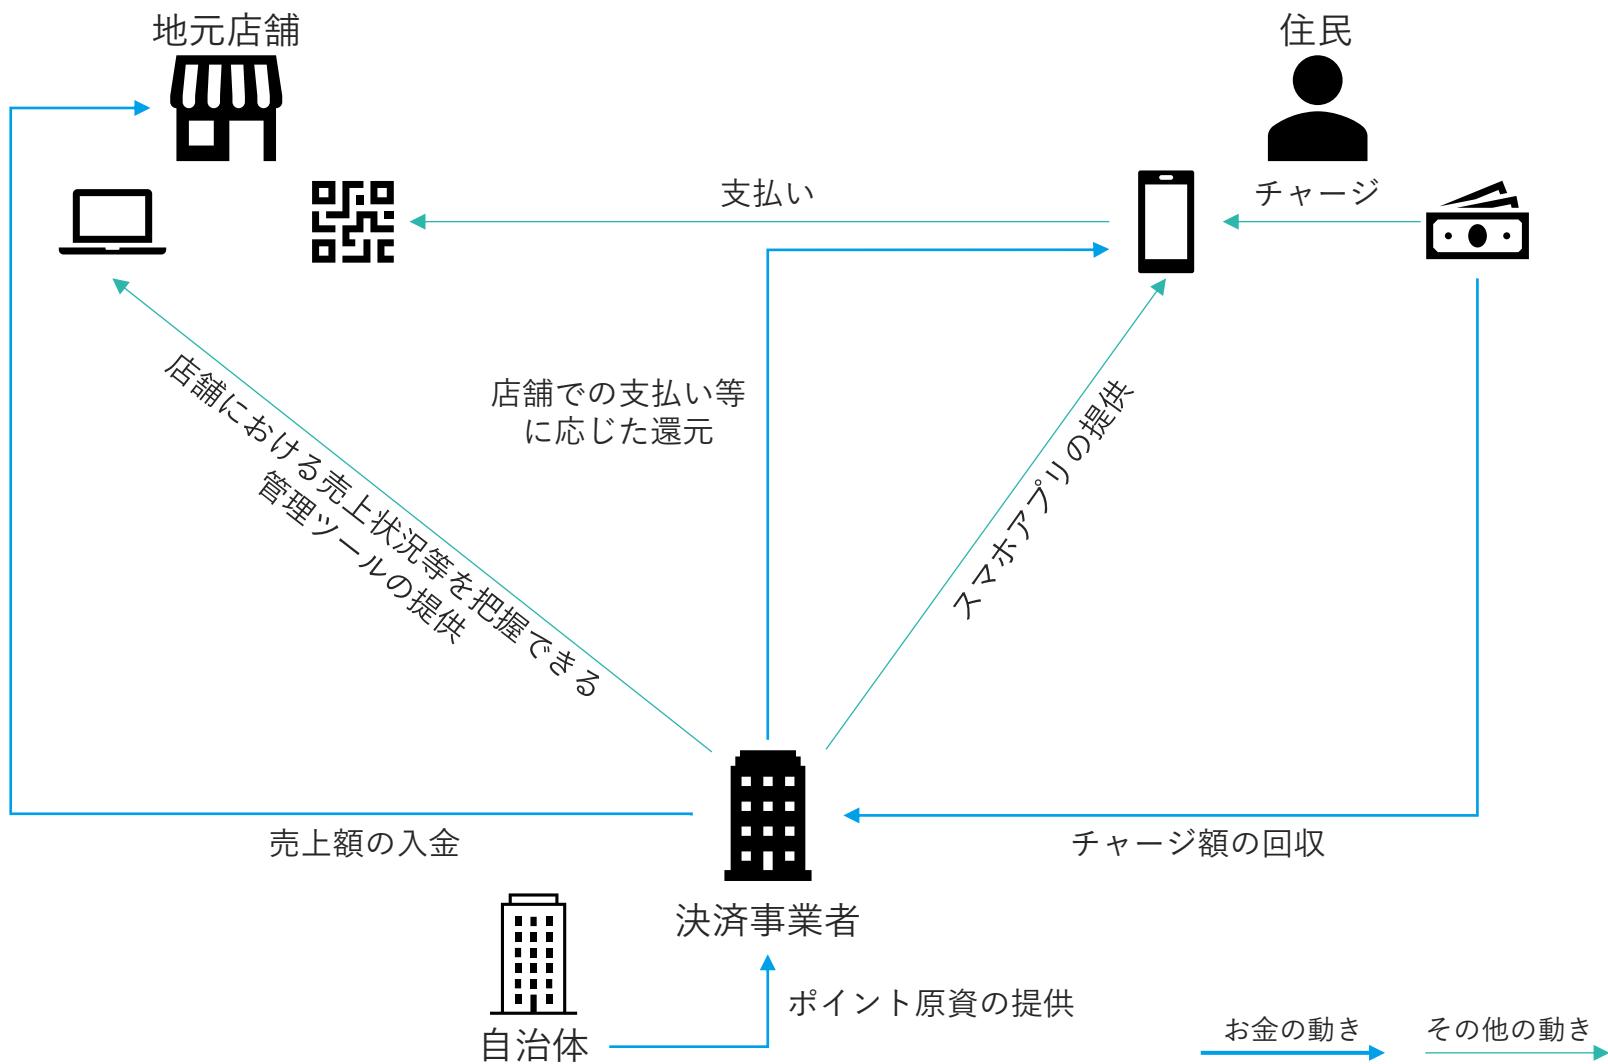 地元店舗
住民
支払い
チャージ
店舗での支払い等
に応じた還元
店舗における売上状況等を把握できる
管理ツールの提供
スマホアプリの提供
売上額の入金
チャージ額の回収
決済事業者
ポイント原資の提供
自治体
お金の動き
その他の動き